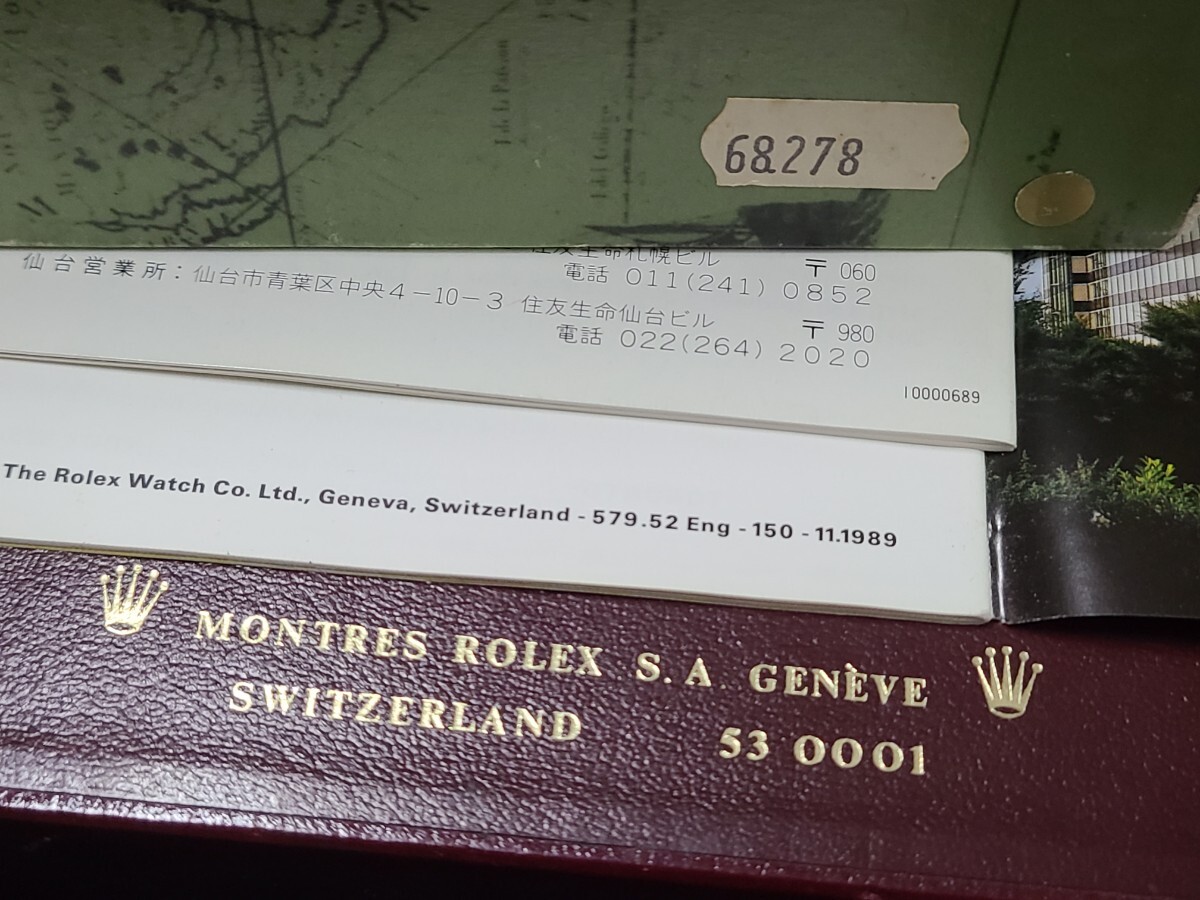 68.278
住友生命札幌ビル 〒 060
電話 011(241) 0852
仙台営業所: 仙台市青葉区中央4-10-3 住友生命仙台ビル 〒 980
電話 022(264) 2020
10000689
The Rolex Watch Co. Ltd., Geneva, Switzerland - 579.52 Eng - 150 - 11.1989
MONTRES ROLEX S.A. GENÈVE
SWITZERLAND 53 0001